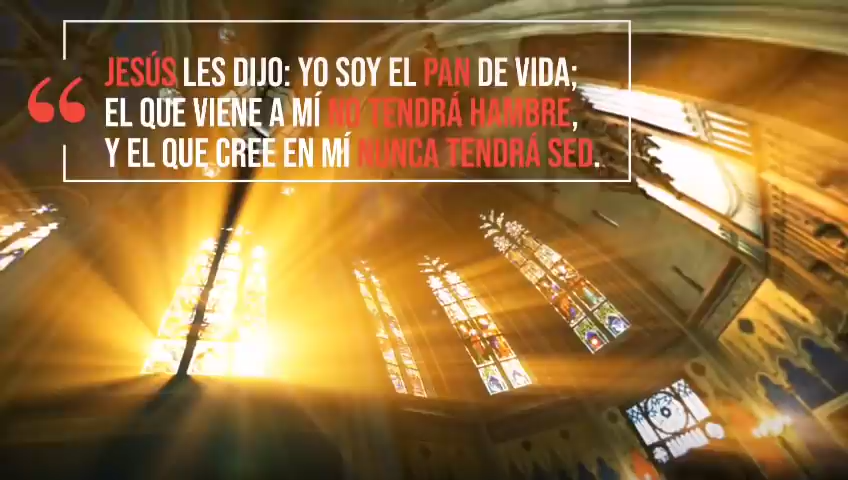 “
JESÚS LES DIJO: YO SOY EL PAN DE VIDA;
EL QUE VIENE A MÍ NO TENDRÁ HAMBRE,
Y EL QUE CREE EN MÍ NUNCA TENDRÁ SED.